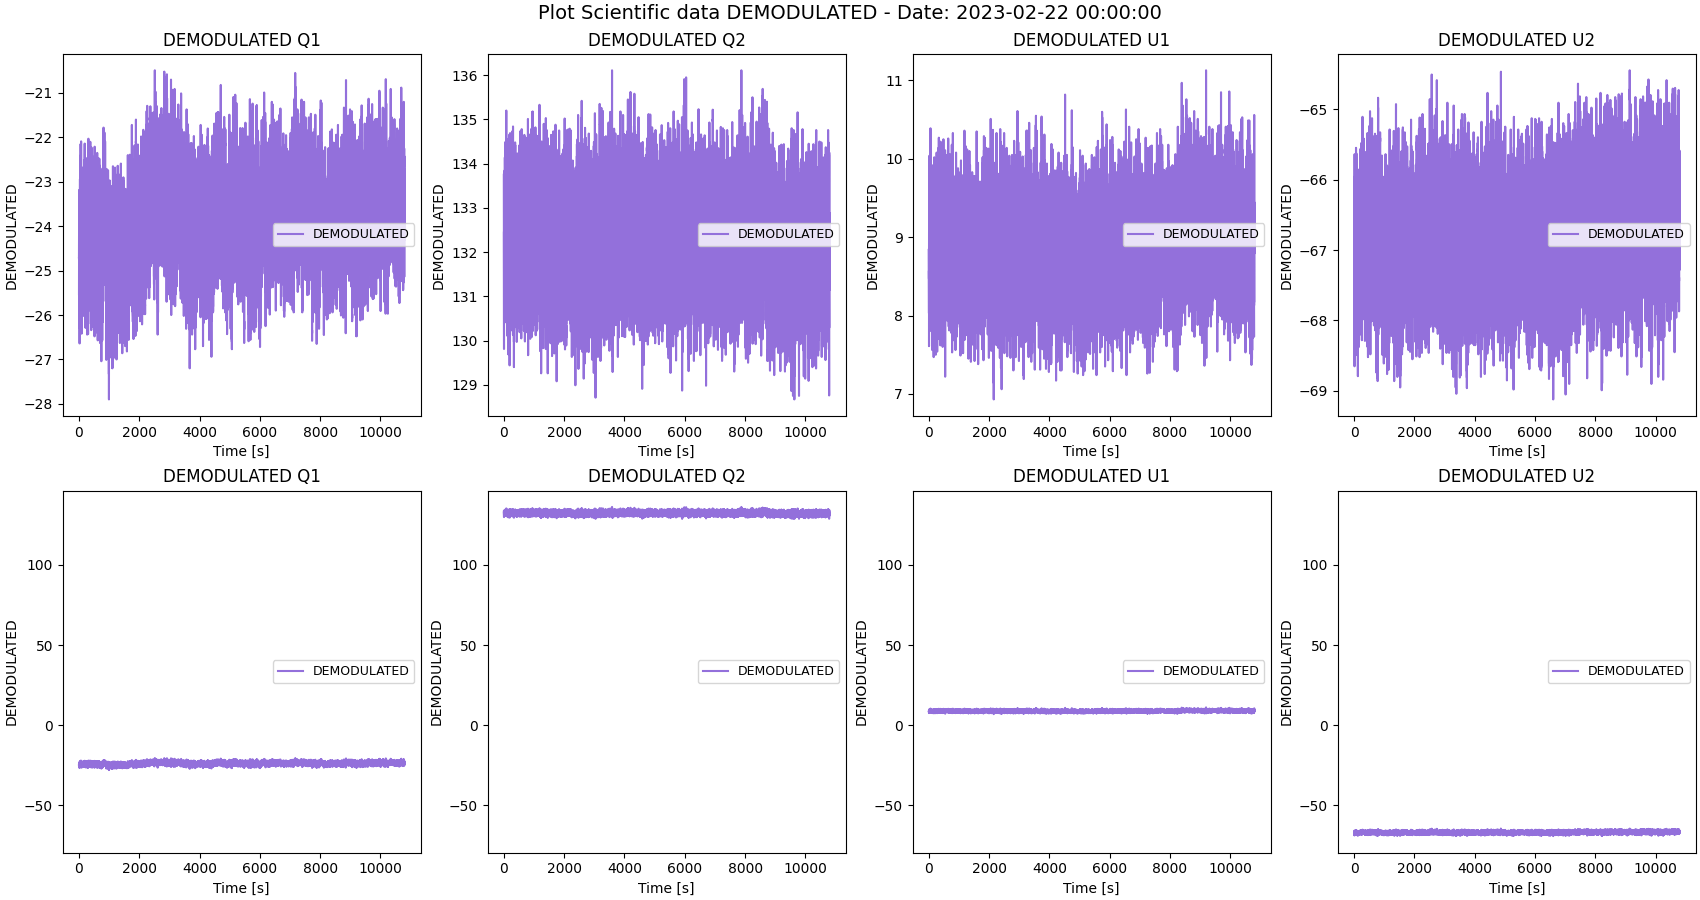 Plot Scientific data DEMODULATED - Date: 2023-02-22 00:00:00
DEMODULATED Q1
DEMODULATED Q2
DEMODULATED U1
DEMODULATED U2
DEMODULATED
−21
−22
−23
−24
−25
−26
−27
−28
DEMODULATED
0 2000 4000 6000 8000 10000
Time [s]
DEMODULATED
136
135
134
133
132
131
130
129
DEMODULATED
0 2000 4000 6000 8000 10000
Time [s]
DEMODULATED
11
10
9
8
7
DEMODULATED
0 2000 4000 6000 8000 10000
Time [s]
DEMODULATED
−65
−66
−67
−68
−69
DEMODULATED
0 2000 4000 6000 8000 10000
Time [s]
DEMODULATED Q1
DEMODULATED Q2
DEMODULATED U1
DEMODULATED U2
DEMODULATED
100
50
0
−50
DEMODULATED
0 2000 4000 6000 8000 10000
Time [s]
DEMODULATED
100
50
0
−50
DEMODULATED
0 2000 4000 6000 8000 10000
Time [s]
DEMODULATED
100
50
0
−50
DEMODULATED
0 2000 4000 6000 8000 10000
Time [s]
DEMODULATED
100
50
0
−50
DEMODULATED
0 2000 4000 6000 8000 10000
Time [s]